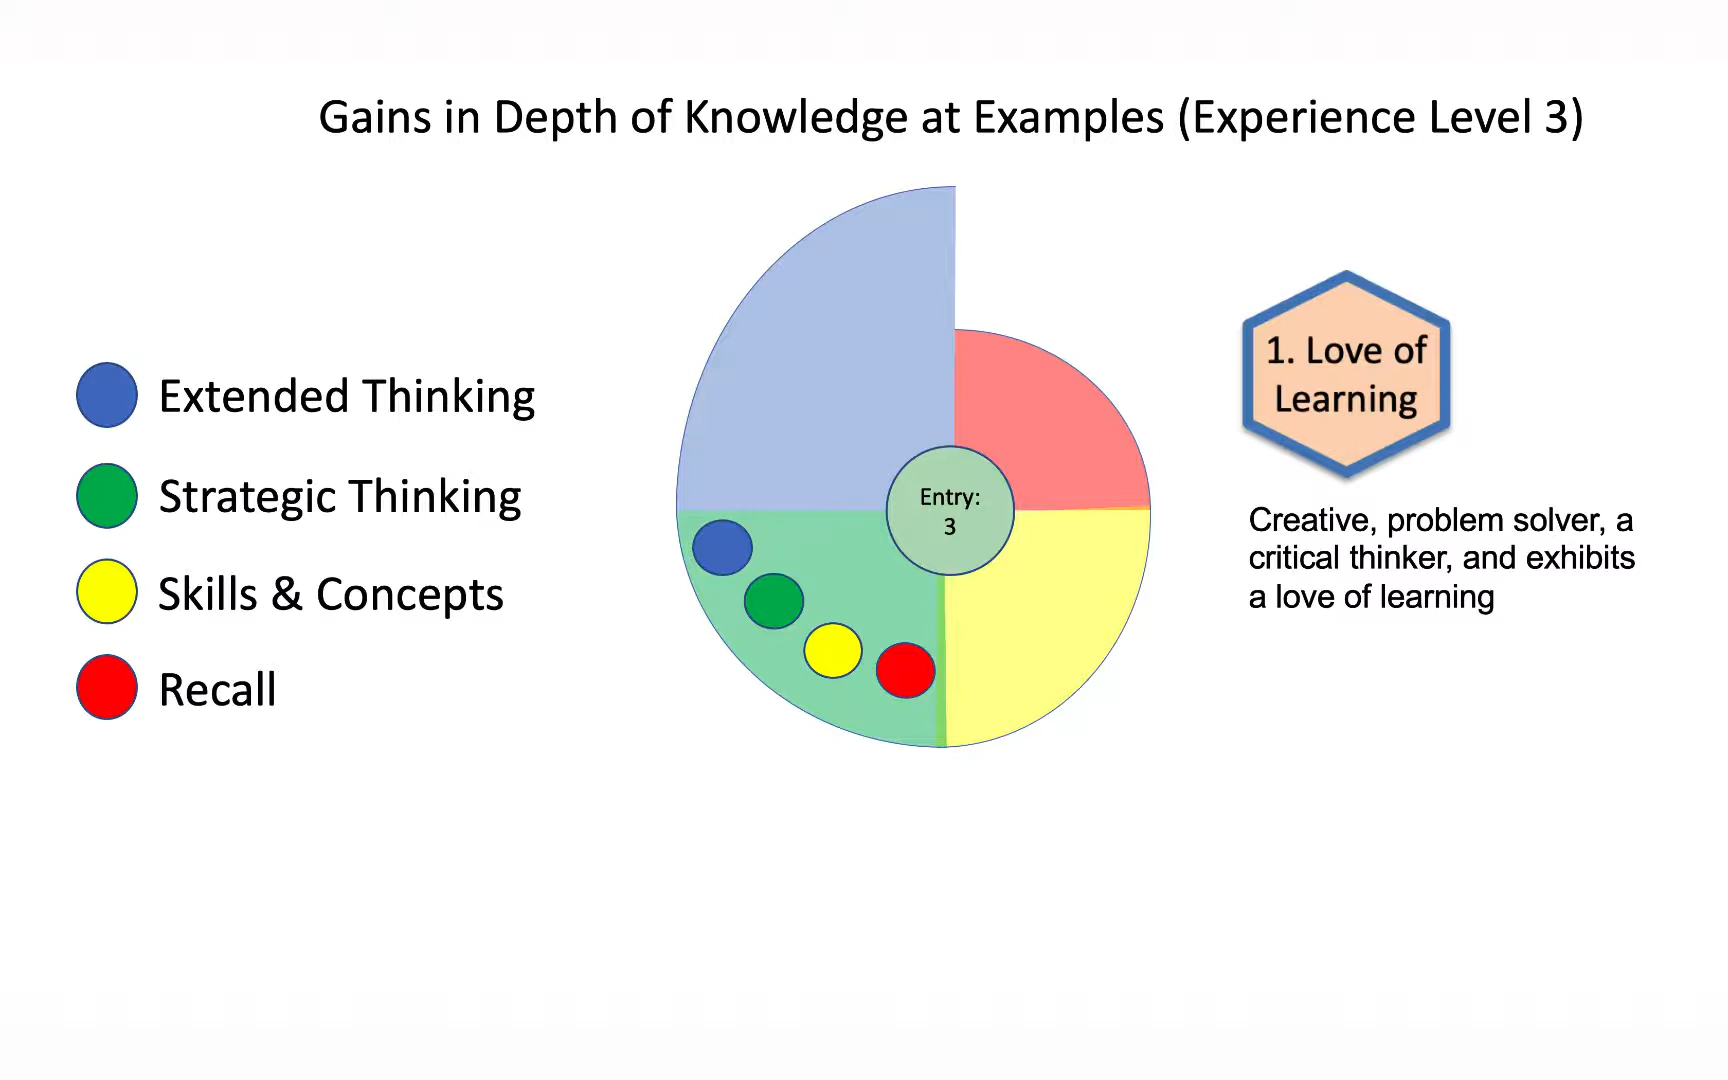 Gains in Depth of Knowledge at Examples (Experience Level 3)
Extended Thinking
Strategic Thinking
Skills & Concepts
Recall
Entry:
3
1. Love of
Learning
Creative, problem solver, a
critical thinker, and exhibits
a love of learning